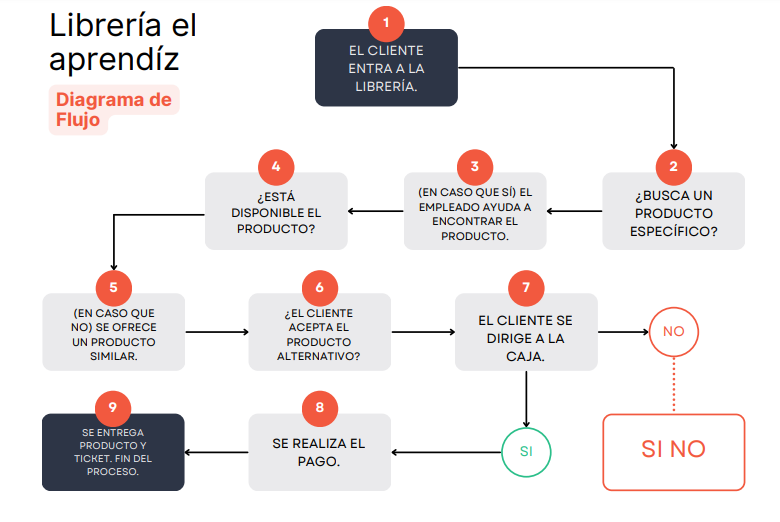 Librería el
aprendíz
Diagrama de
Flujo
1
EL CLIENTE
ENTRA A LA
LIBRERÍA.
2
¿BUSCA UN
PRODUCTO
ESPECÍFICO?
3
(EN CASO QUE SÍ) EL
EMPLEADO AYUDA A
ENCONTRAR EL
PRODUCTO.
4
¿ESTÁ
DISPONIBLE EL
PRODUCTO?
5
(EN CASO QUE
NO) SE OFRECE
UN PRODUCTO
SIMILAR.
6
¿EL CLIENTE
ACEPTA EL
PRODUCTO
ALTERNATIVO?
7
EL CLIENTE SE
DIRIGE A LA
CAJA.
NO
SI NO
SI
8
SE REALIZA EL
PAGO.
9
SE ENTREGA
PRODUCTO Y
TICKET. FIN DEL
PROCESO.